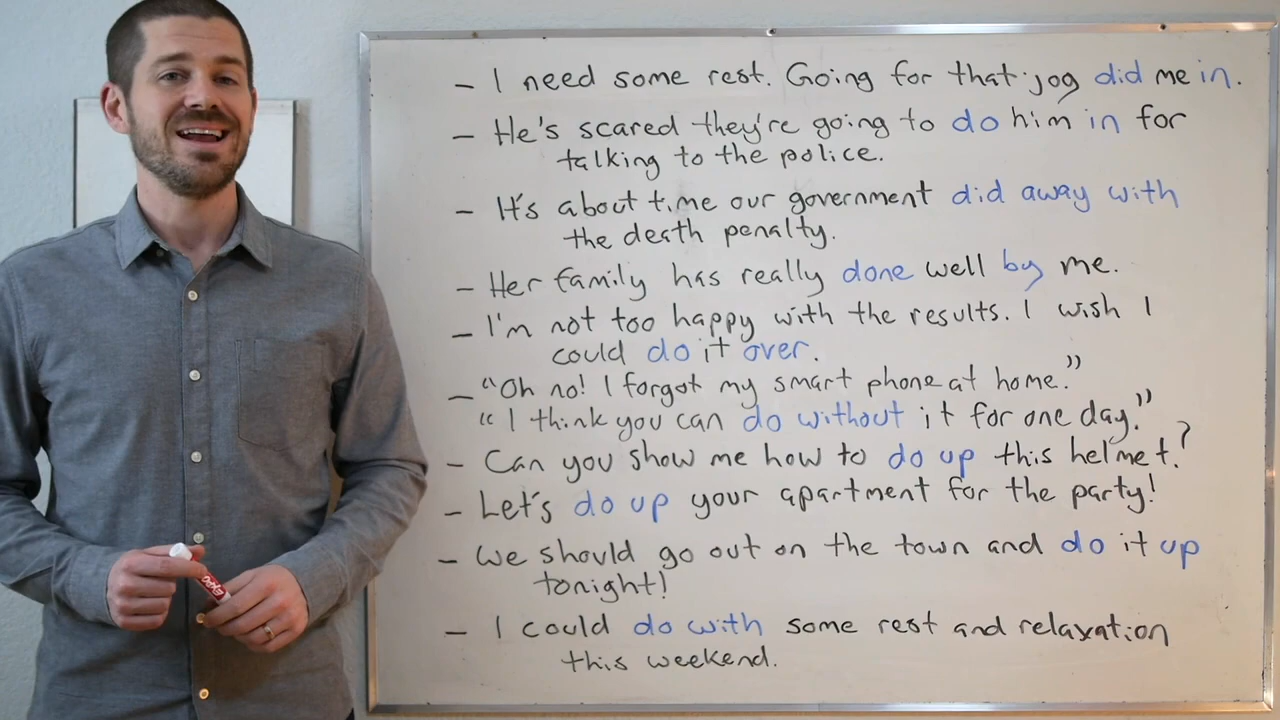 - I need some rest. Going for that jog did me in.
- He's scared they're going to do him in for
talking to the police.
- It's about time our government did away with
the death penalty.
- Her family has really done well by me.
- I'm not too happy with the results. I wish I
could do it over.
- "Oh no! I forgot my smart phone at home."
"I think you can do without it for one day."
- Can you show me how to do up this helmet?
- Let's do up your apartment for the party!
- We should go out on the town and do it up
tonight!
- I could do with some rest and relaxation
this weekend.
EXPO